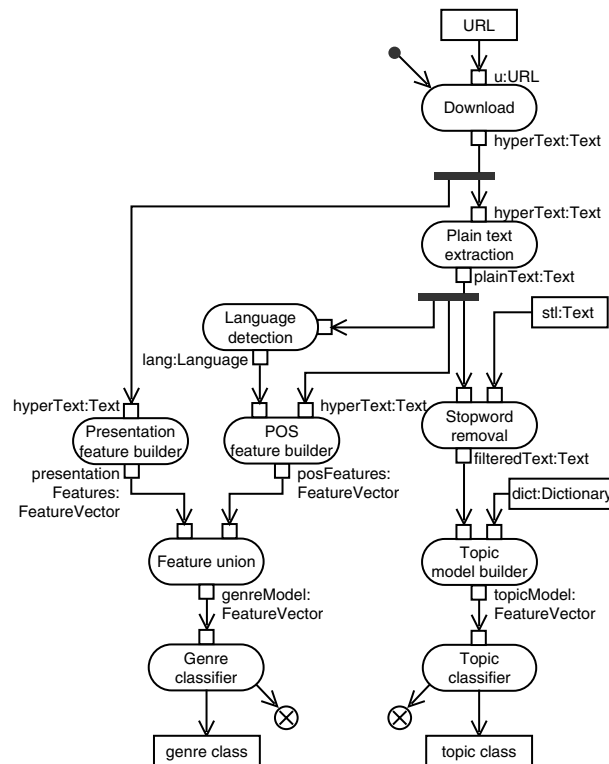 URL
u:URL
Download
hyperText:Text
hyperText:Text
Plain text
extraction
plainText:Text
Language
detection
stl:Text
lang:Language
hyperText:Text
hyperText:Text
Presentation
feature builder
POS
feature builder
Stopword
removal
presentation
Features:
FeatureVector
posFeatures:
FeatureVector
filteredText:Text
dict:Dictionary
Feature union
Topic
model builder
genreModel:
FeatureVector
topicModel:
FeatureVector
Genre
classifier
Topic
classifier
genre class
topic class